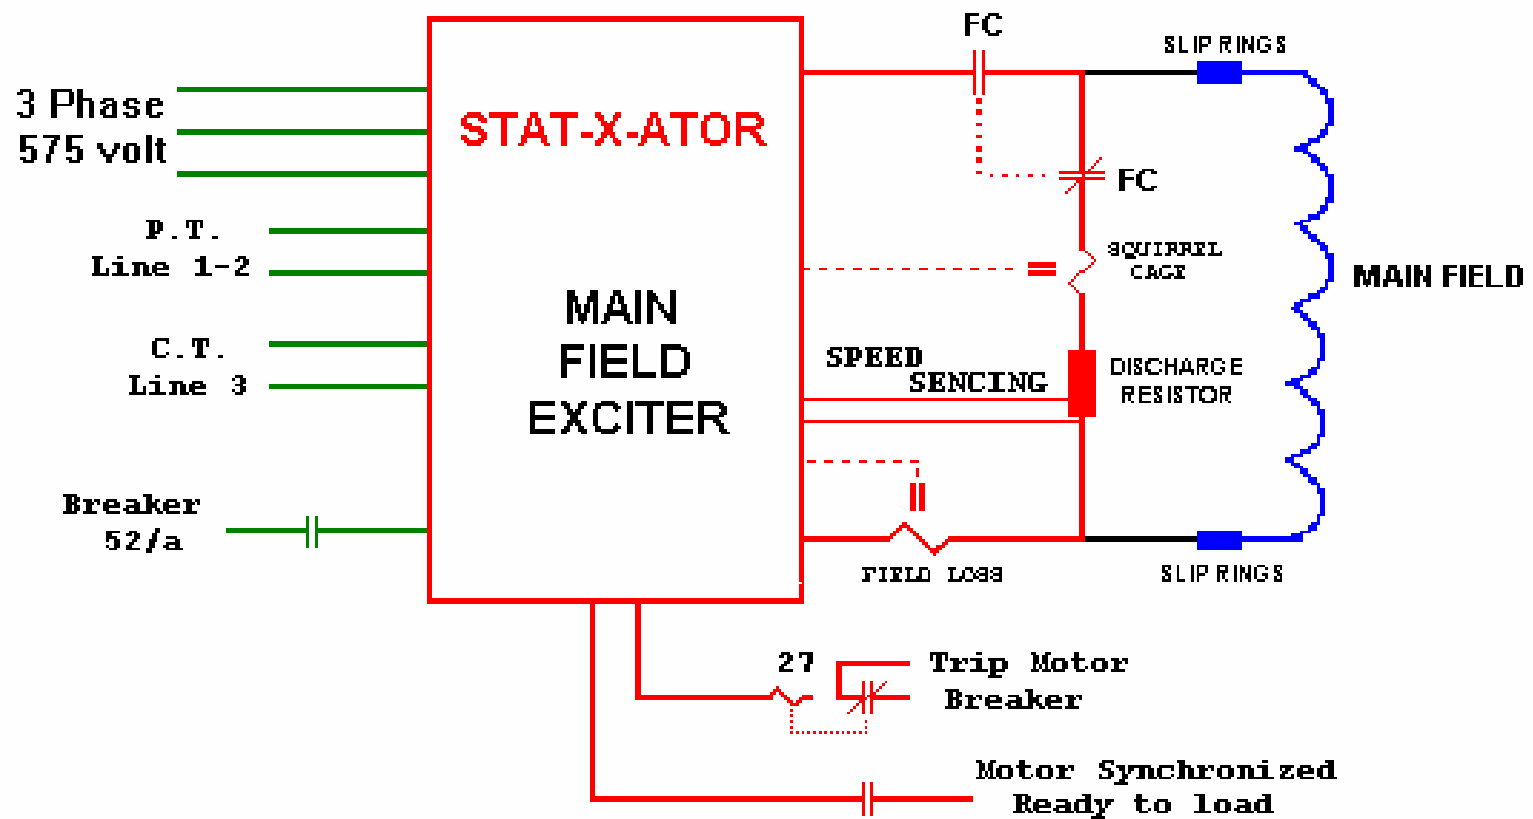 FC
SLIP RINGS
3 Phase
575 volt
STAT-X-ATOR
FC
P.T.
Line 1-2
SQUIRREL
CAGE
MAIN FIELD
MAIN
FIELD
EXCITER
C.T.
Line 3
SPEED
SENCING
DISCHARGE
RESISTOR
Breaker
52/a
FIELD LOSS
SLIP RINGS
27
Trip Motor
Breaker
Motor Synchronized
Ready to load